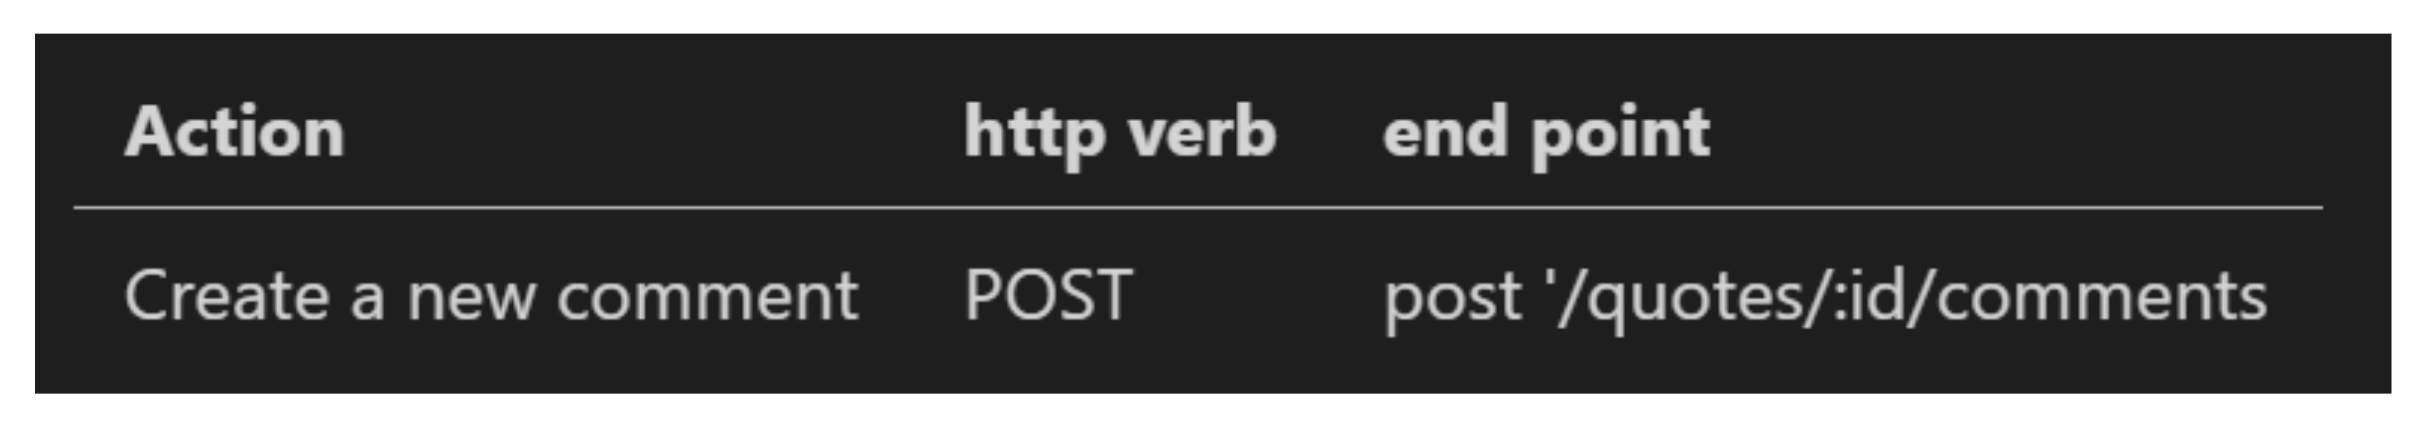 Action http verb end point
Create a new comment POST post '/quotes/:id/comments